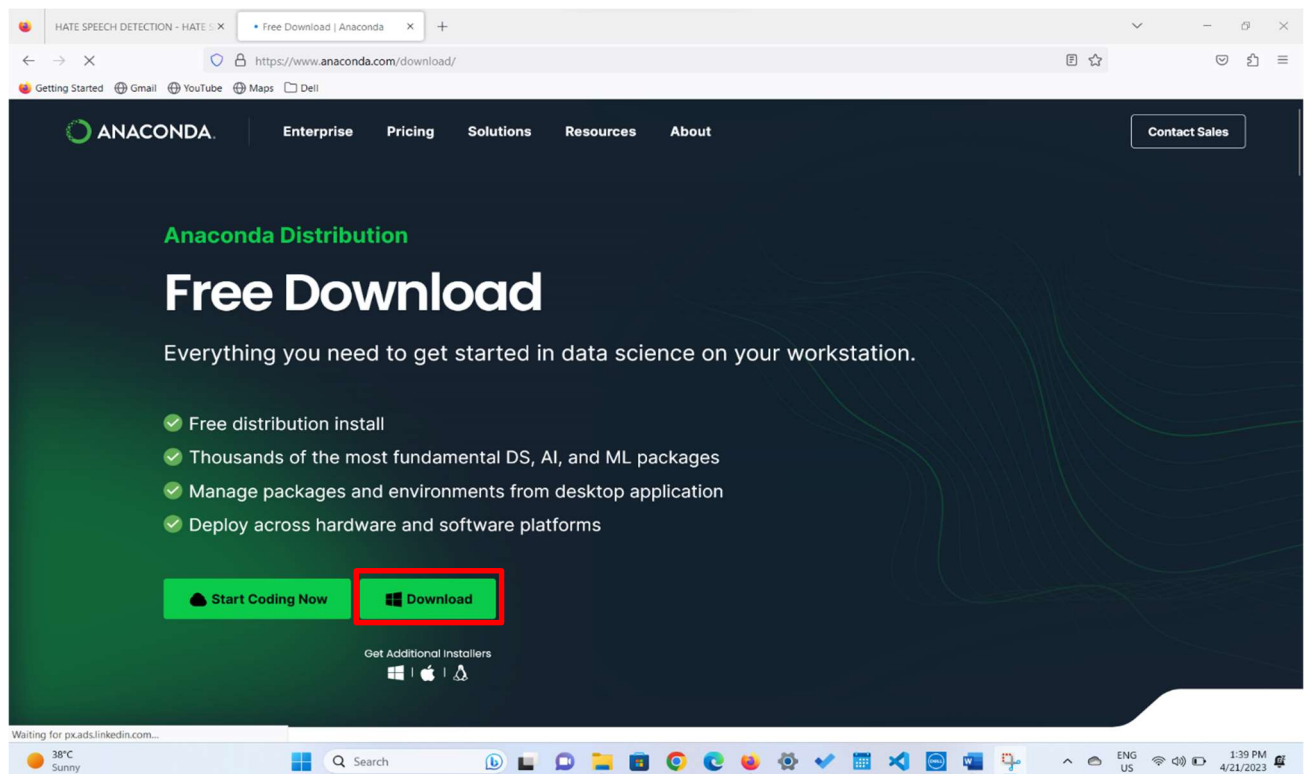 HATE SPEECH DETECTION - HATE S
Free Download | Anaconda
https://www.anaconda.com/download/
Getting Started Gmail YouTube Maps Dell
ANACONDA. Enterprise Pricing Solutions Resources About Contact Sales
Anaconda Distribution
Free Download
Everything you need to get started in data science on your workstation.
Free distribution install
Thousands of the most fundamental DS, AI, and ML packages
Manage packages and environments from desktop application
Deploy across hardware and software platforms
Start Coding Now Download
Get Additional Installers
Waiting for px.ads.linkedin.com...
38°C
Sunny
Search
ENG
US
1:39 PM
4/21/2023